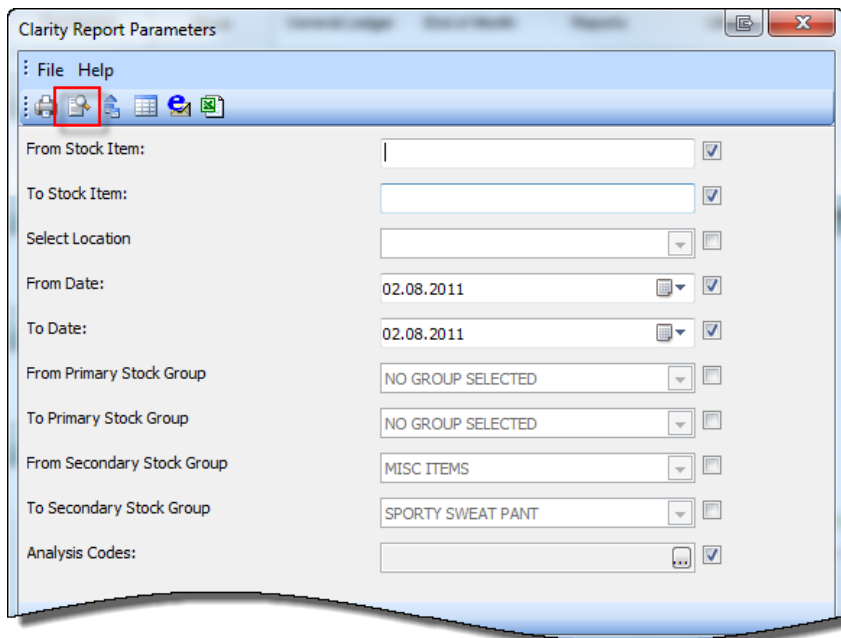 Clarity Report Parameters
File Help
From Stock Item:
To Stock Item:
Select Location
From Date: 02.08.2011
To Date: 02.08.2011
From Primary Stock Group NO GROUP SELECTED
To Primary Stock Group NO GROUP SELECTED
From Secondary Stock Group MISC ITEMS
To Secondary Stock Group SPORTY SWEAT PANT
Analysis Codes: